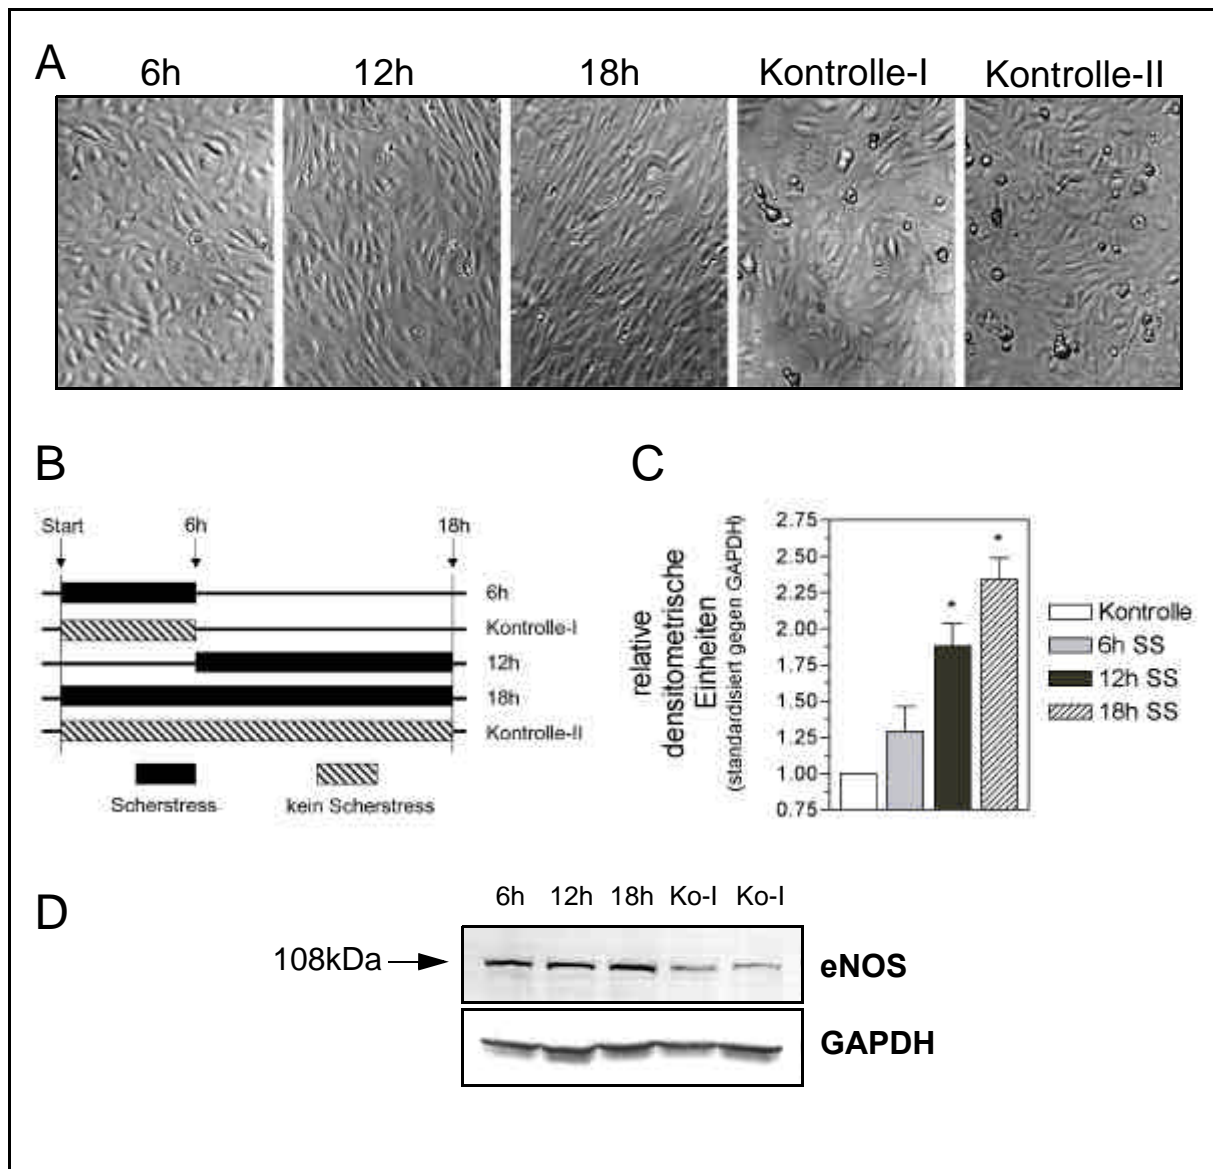 A
6h 12h 18h Kontrolle-I Kontrolle-II
B
Start 6h 18h
6h
Kontrolle-I
12h
18h
Kontrolle-II
Scherstress kein Scherstress
C
relative
densitometrische
Einheiten
(standardisiert gegen GAPDH)
2.75
2.50
2.25
2.00
1.75
1.50
1.25
1.00
0.75
* *
Kontrolle
6h SS
12h SS
18h SS
D
6h 12h 18h Ko-I Ko-I
108kDa
eNOS
GAPDH